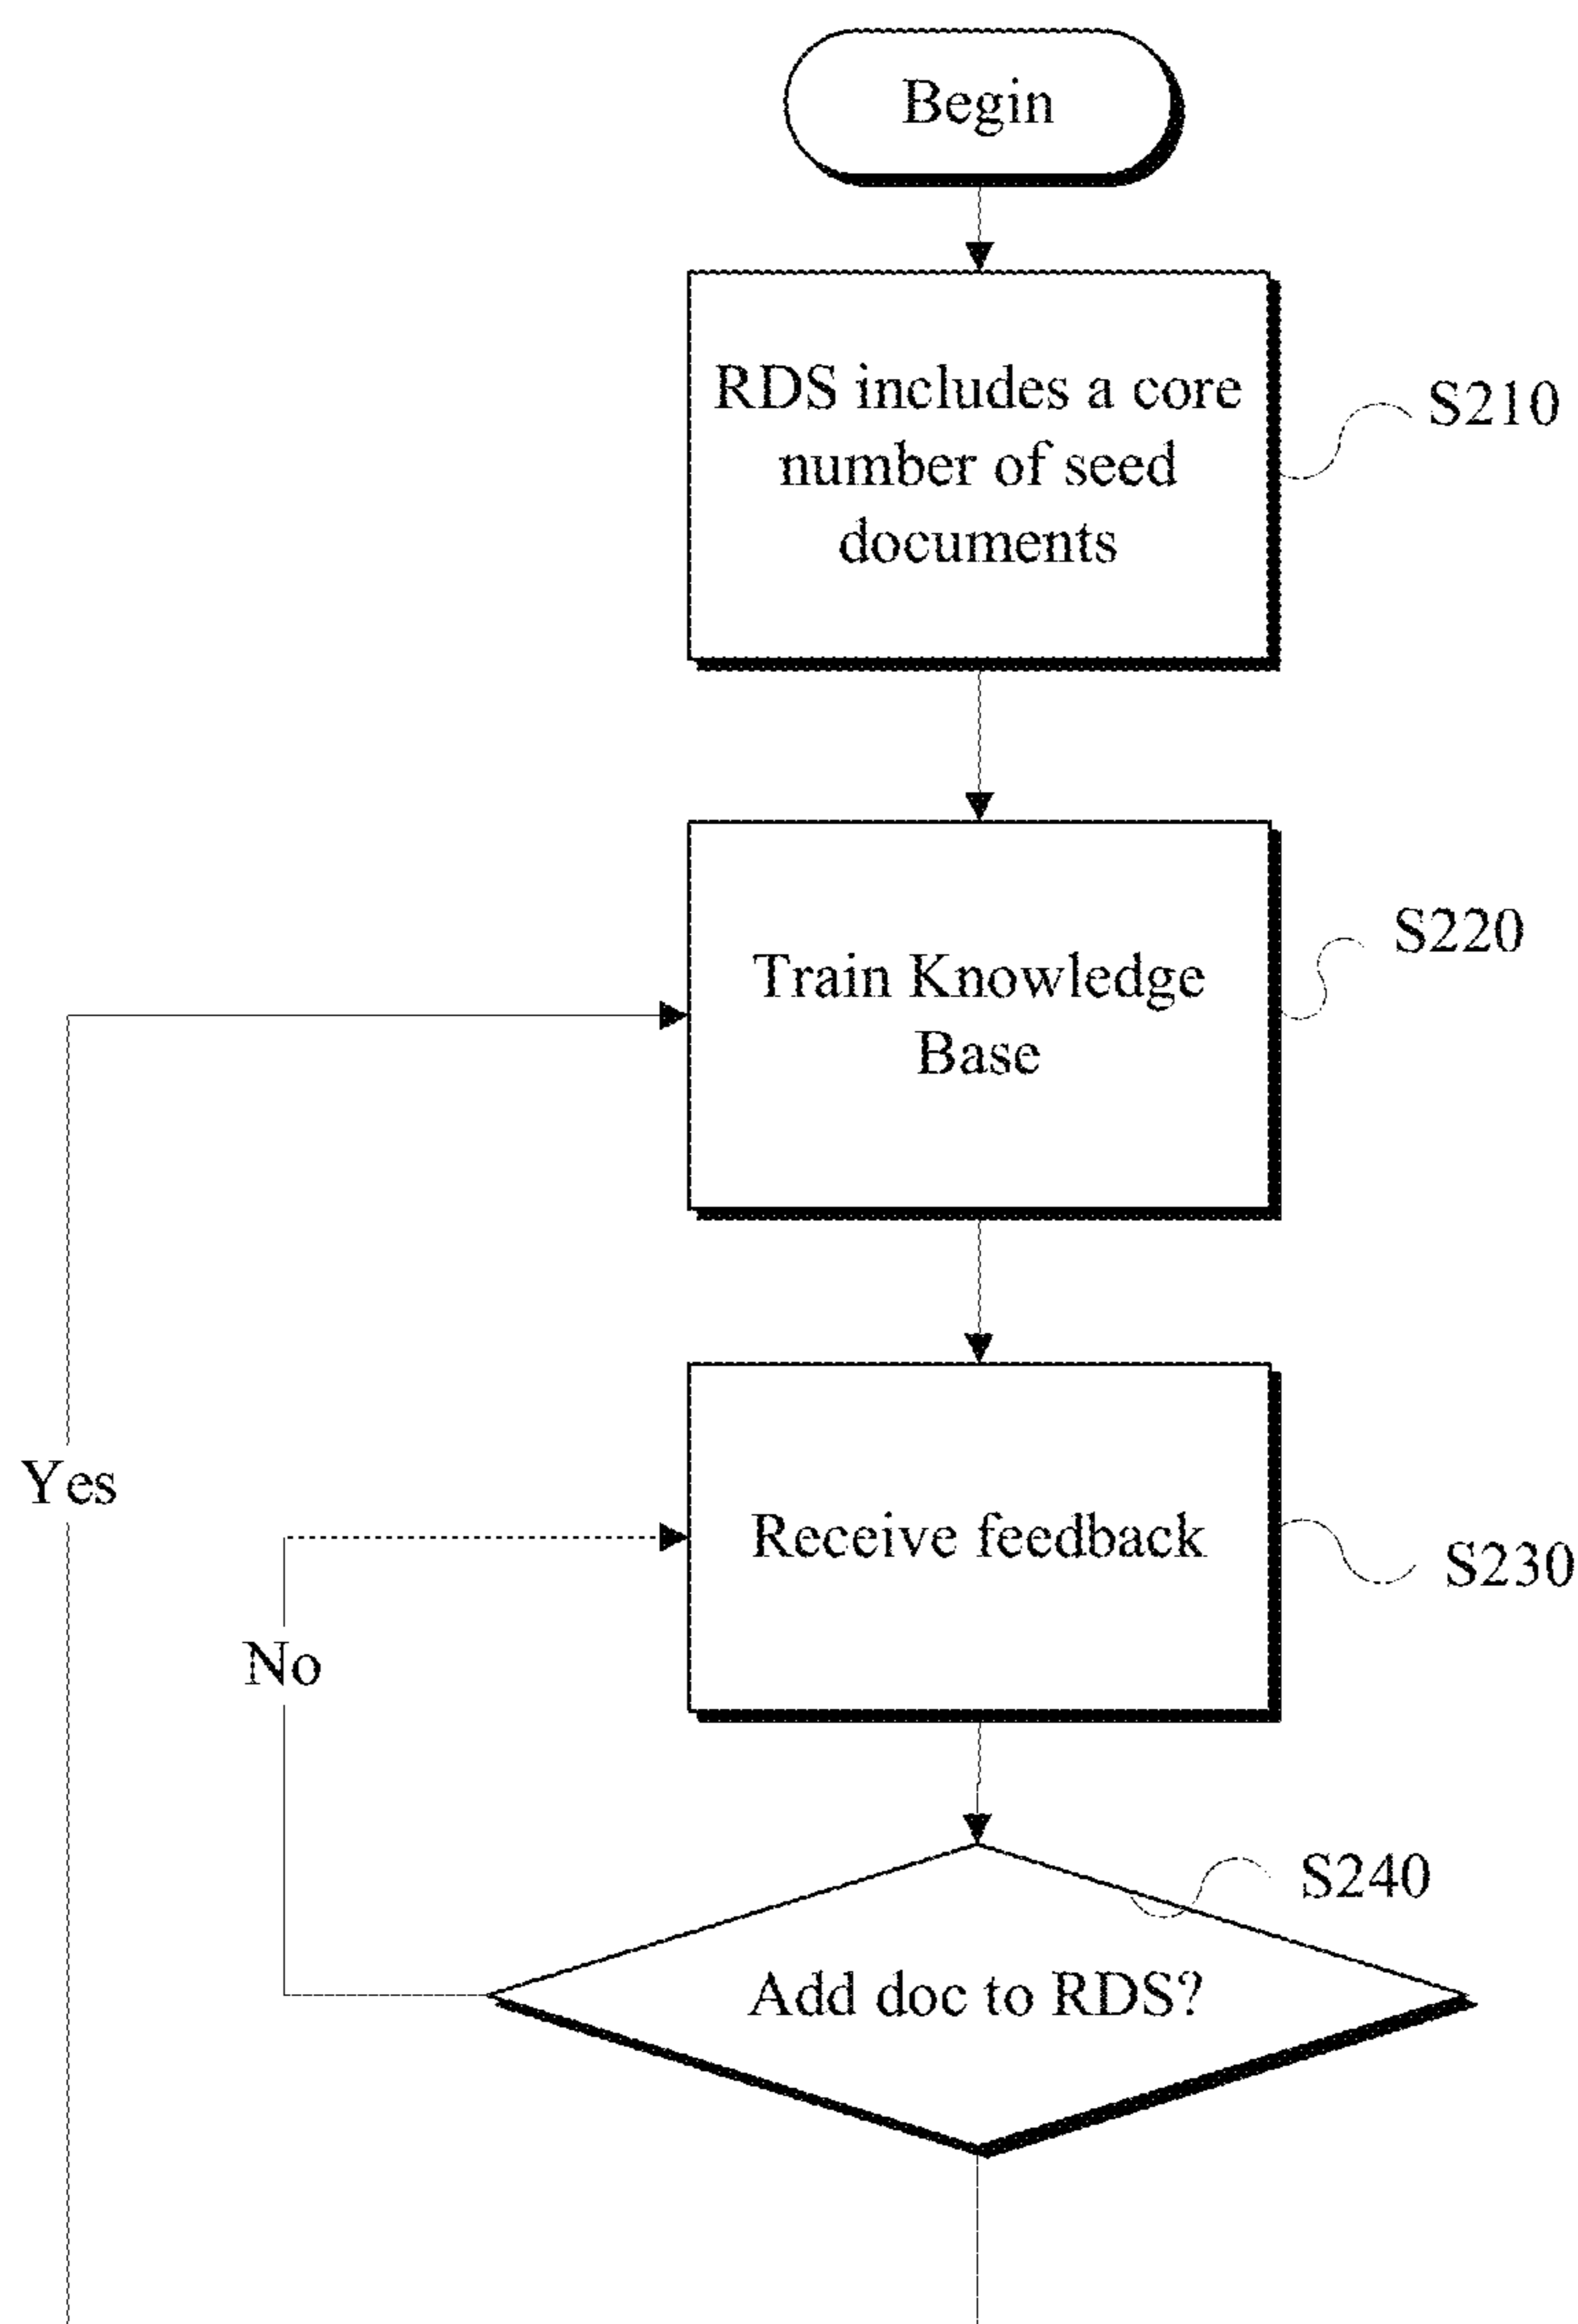 Begin
RDS includes a core
number of seed
documents
S210
Train Knowledge
Base
S220
Yes
Receive feedback
S230
No
S240
Add doc to RDS?